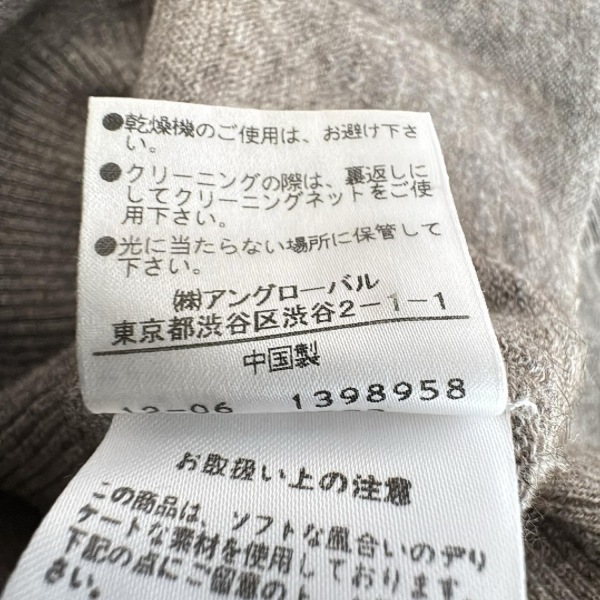 ●乾燥機のご使用は、お避け下さ
い。
●クリーニングの際は、裏返しに
してクリーニングネットをご使
用下さい。
●光に当たらない場所に保管して
下さい。
㈱アングローバル
東京都渋谷区渋谷2-1-1
中国製
12-06 1398958
お取扱い上の注意
この商品は、ソフトな風合いのデリ
ケートな素材を使用して
下記の点にご留意の上
さい。